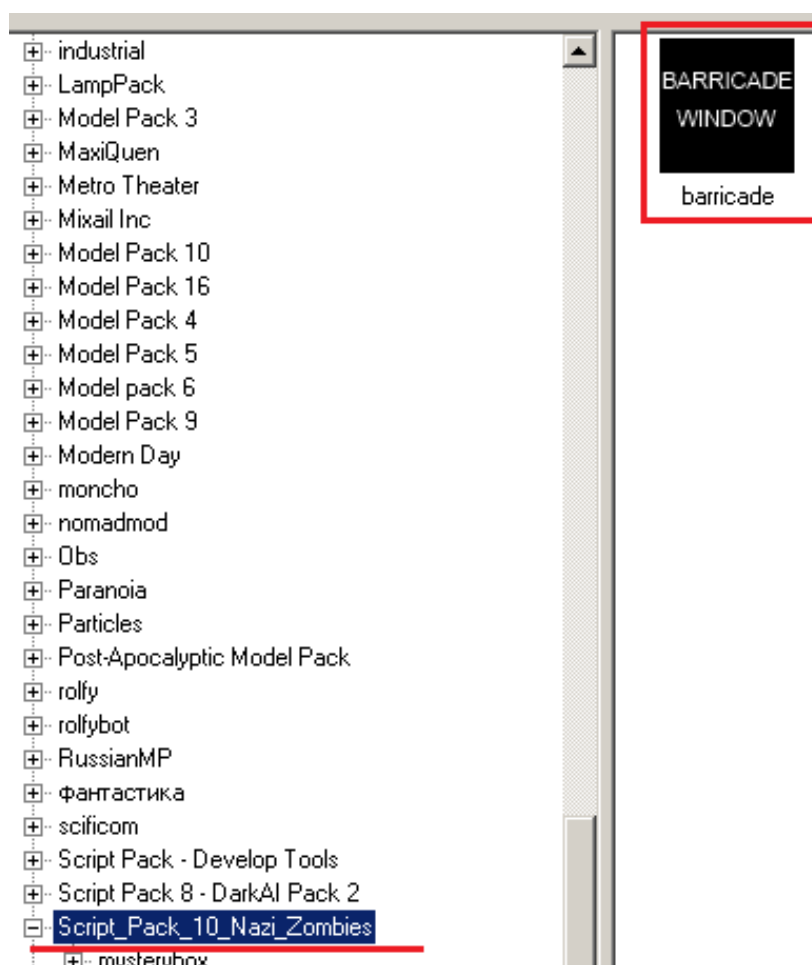 industrial
LampPack
Model Pack 3
MaxiQuen
Metro Theater
Mixail Inc
Model Pack 10
Model Pack 16
Model Pack 4
Model Pack 5
Model pack 6
Model Pack 9
Modern Day
moncho
nomadmod
Obs
Paranoia
Particles
Post-Apocalyptic Model Pack
rolfy
rolfybot
RussianMP
фантастика
scificom
Script Pack - Develop Tools
Script Pack 8 - DarkAI Pack 2
Script_Pack_10_Nazi_Zombies
musterybox
BARRICADE
WINDOW
barricade